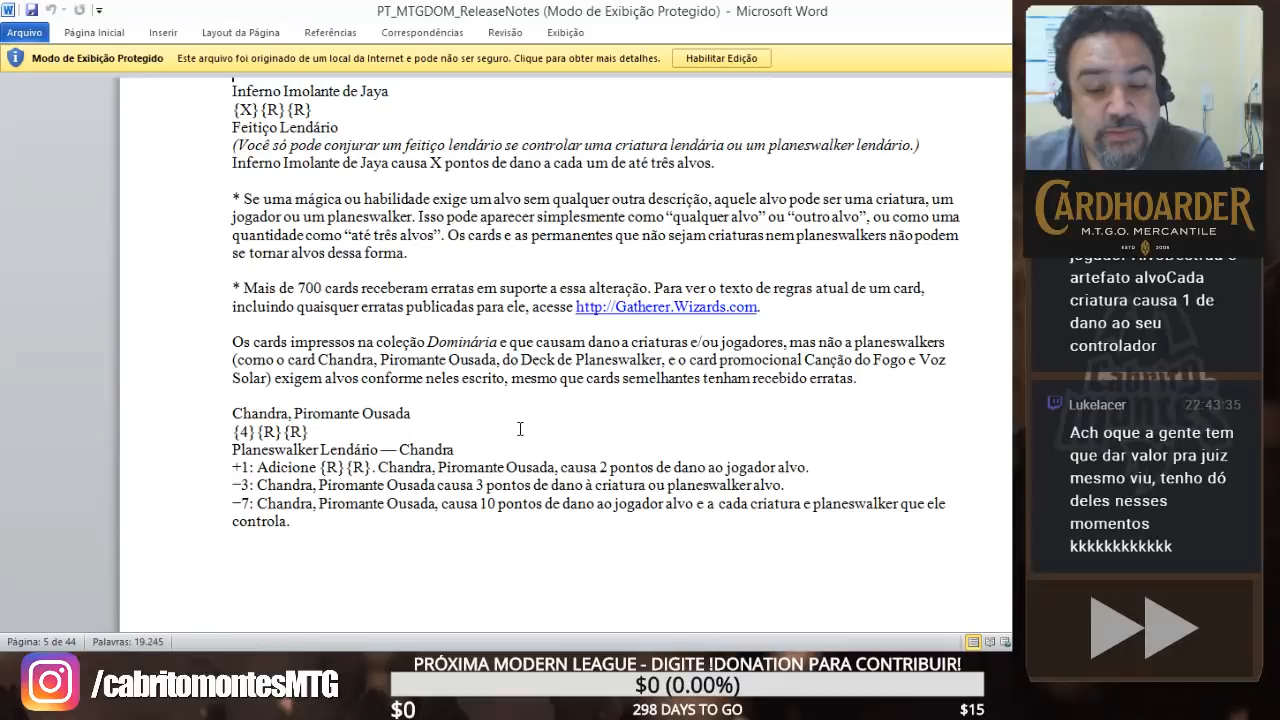 PT_MTGDOM_ReleaseNotes (Modo de Exibição Protegido) - Microsoft Word
Arquivo Página Inicial Inserir Layout da Página Referências Correspondências Revisão Exibição
Modo de Exibição Protegido Este arquivo foi originado de um local da Internet e pode não ser seguro. Clique para obter mais detalhes. Habilitar Edição
Inferno Imolante de Jaya
{X}{R}{R}
Feitiço Lendário
(Você só pode conjurar um feitiço lendário se controlar uma criatura lendária ou um planeswalker lendário.)
Inferno Imolante de Jaya causa X pontos de dano a cada um de até três alvos.
* Se uma mágica ou habilidade exige um alvo sem qualquer outra descrição, aquele alvo pode ser uma criatura, um
jogador ou um planeswalker. Isso pode aparecer simplesmente como “qualquer alvo” ou “outro alvo”, ou como uma
quantidade como “até três alvos”. Os cards e as permanentes que não sejam criaturas nem planeswalkers não podem
se tornar alvos dessa forma.
* Mais de 700 cards receberam erratas em suporte a essa alteração. Para ver o texto de regras atual de um card,
incluindo quaisquer erratas publicadas para ele, acesse http://Gatherer.Wizards.com.
Os cards impressos na coleção Dominária e que causam dano a criaturas e/ou jogadores, mas não a planeswalkers
(como o card Chandra, Piromante Ousada, do Deck de Planeswalker, e o card promocional Canção do Fogo e Voz
Solar) exigem alvos conforme neles escrito, mesmo que cards semelhantes tenham recebido erratas.
Chandra, Piromante Ousada
{4}{R}{R}
Planeswalker Lendário — Chandra
+1: Adicione {R}{R}. Chandra, Piromante Ousada, causa 2 pontos de dano ao jogador alvo.
−3: Chandra, Piromante Ousada causa 3 pontos de dano à criatura ou planeswalker alvo.
−7: Chandra, Piromante Ousada, causa 10 pontos de dano ao jogador alvo e a cada criatura e planeswalker que ele
controla.
Página: 5 de 44 Palavras: 19.245
CARDHOARDER
M.T.G.O. MERCANTILE
ESTD 2005
artefato alvoCada
criatura causa 1 de
dano ao seu
controlador
Lukelacer 22:43:35
Ach oque a gente tem
que dar valor pra juiz
mesmo viu, tenho dó
deles nesses
momentos
kkkkkkkkkkkk
/cabritomontesMTG
PRÓXIMA MODERN LEAGUE - DIGITE !DONATION PARA CONTRIBUIR!
$0 (0.00%)
$0 298 DAYS TO GO $15